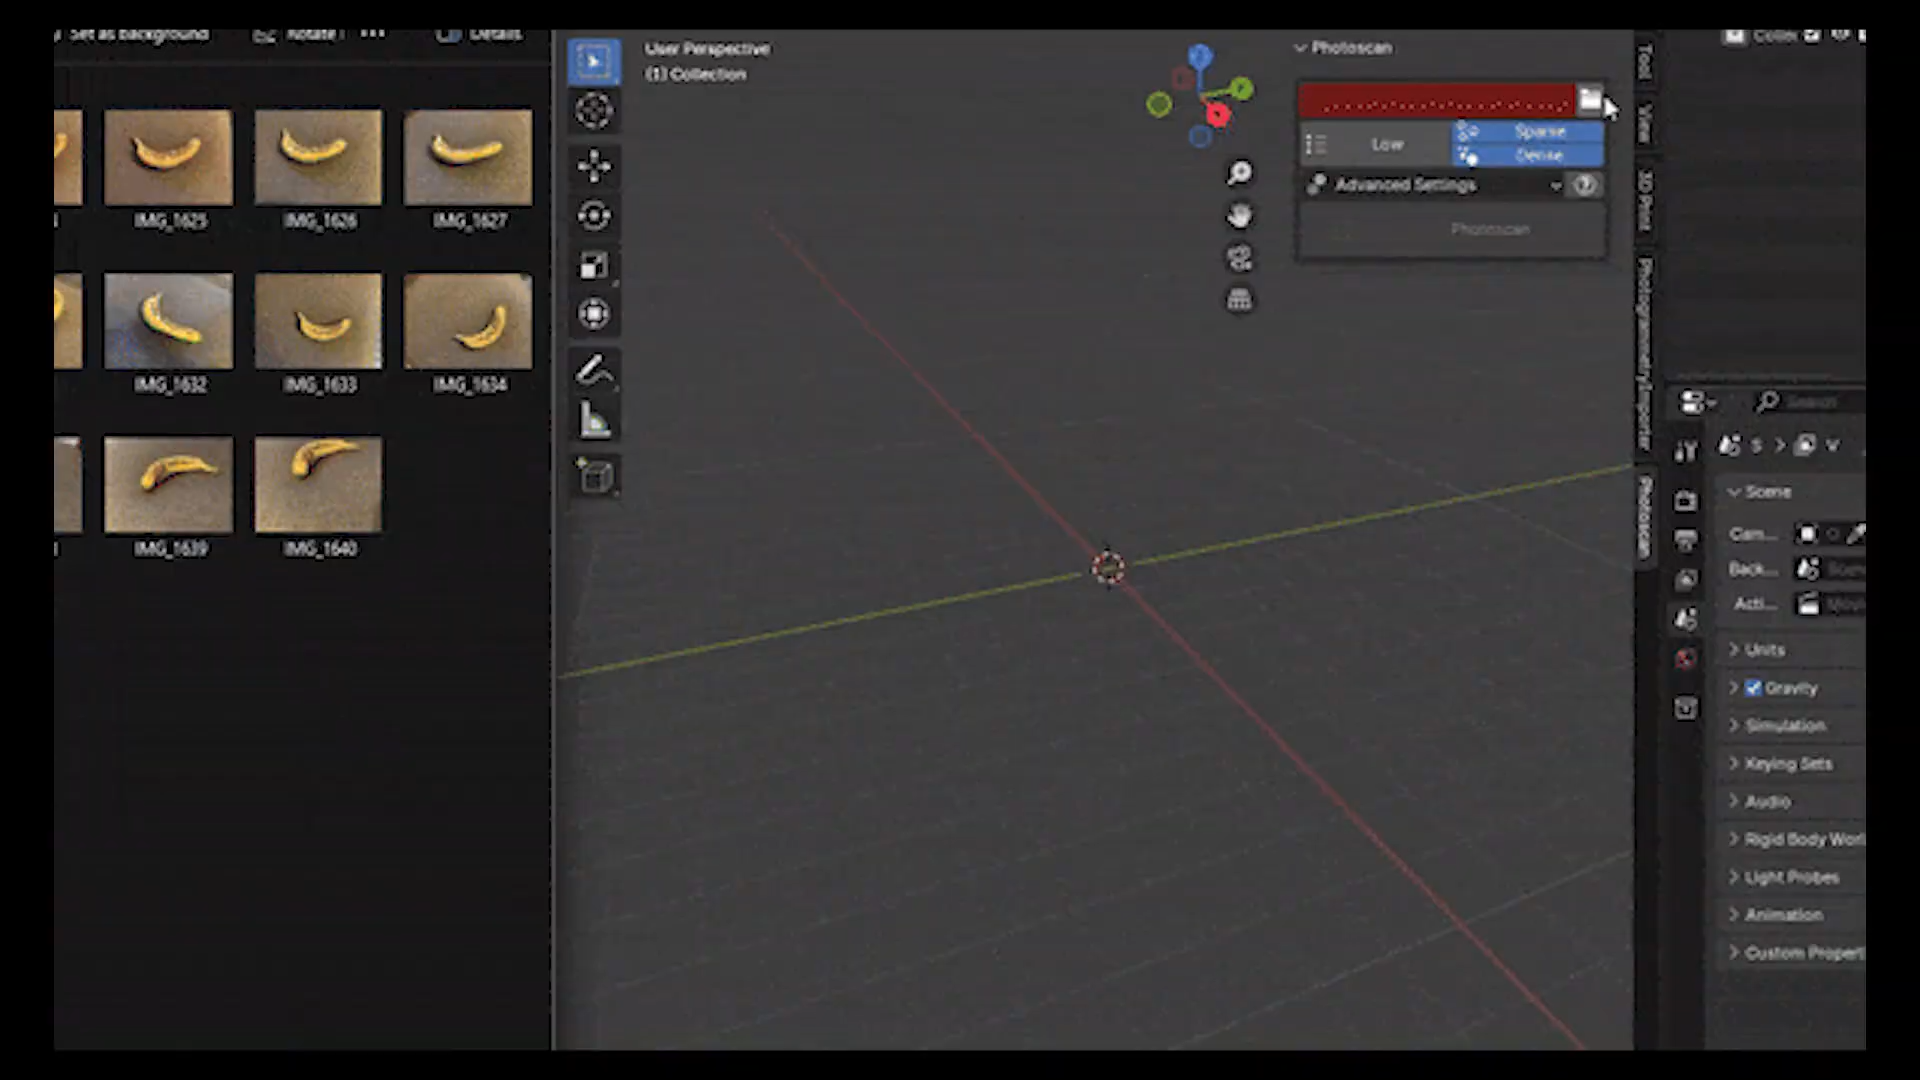 Set as background Rotate ... Details
IMG_1625 IMG_1626 IMG_1627
IMG_1632 IMG_1633 IMG_1634
IMG_1639 IMG_1640
User Perspective
(1) Collection
Photoscan
Low
Sparse
Dense
Advanced Settings
Photoscan
Tool
View
3D Print
PhotogrammetryImporter
Photoscan
Collec
Search
S V
Scene
Cam...
Back...
Acti...
Units
Gravity
Simulation
Keying Sets
Audio
Rigid Body Worl
Light Probes
Animation
Custom Propert